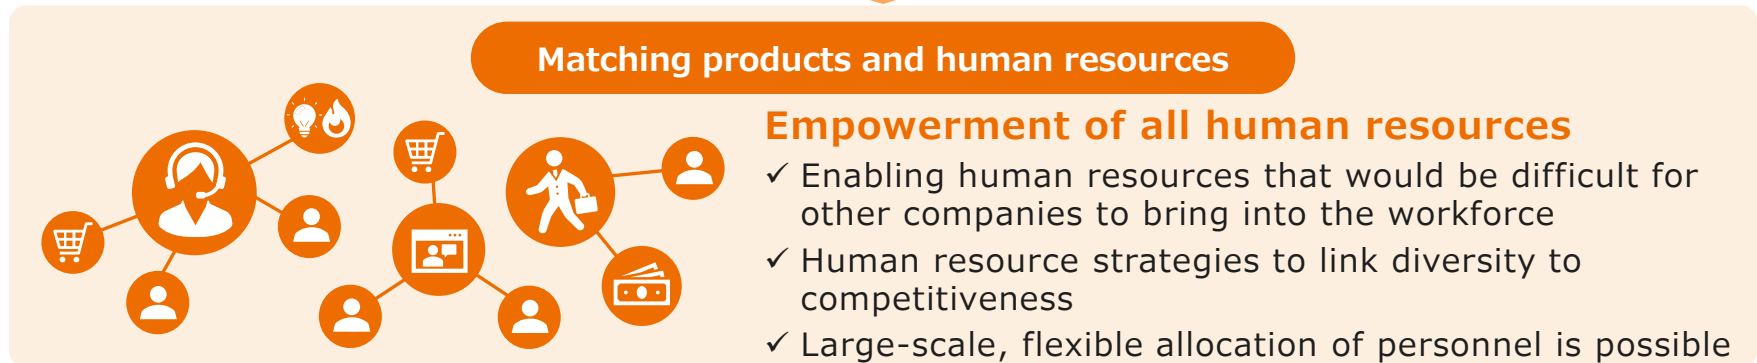 Matching products and human resources
Empowerment of all human resources
✓ Enabling human resources that would be difficult for
other companies to bring into the workforce
✓ Human resource strategies to link diversity to
competitiveness
✓ Large-scale, flexible allocation of personnel is possible